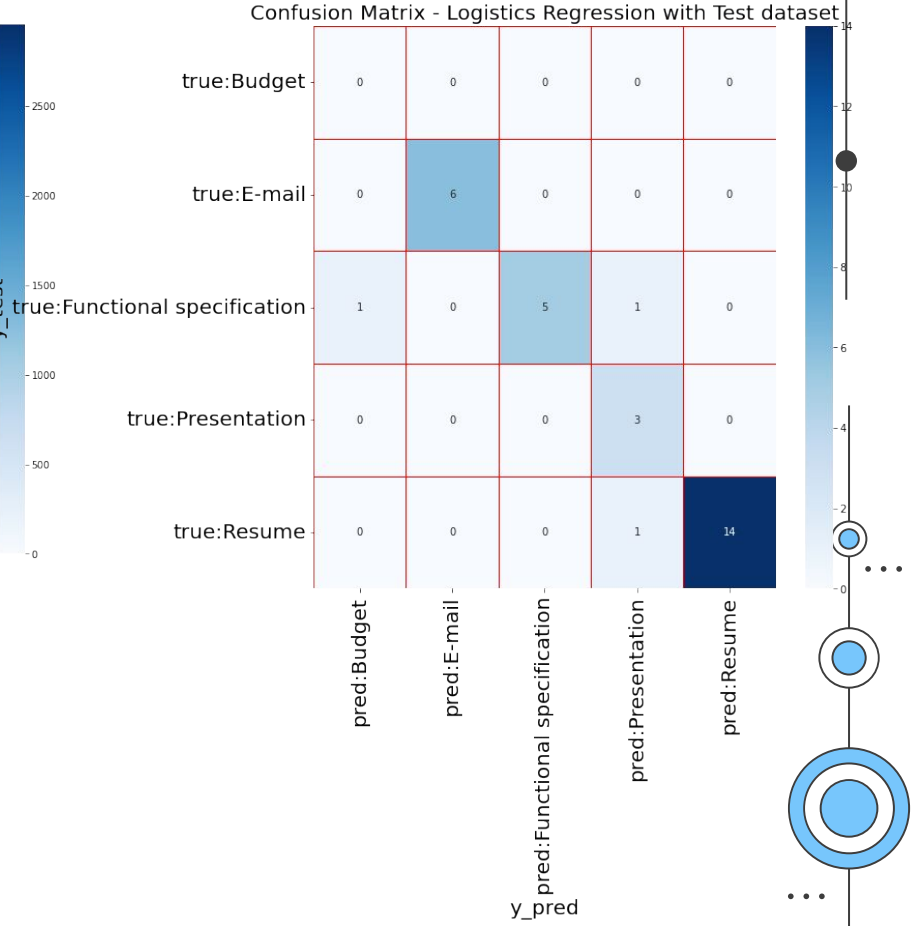 Confusion Matrix - Logistics Regression with Test dataset
2500
2000
1500
1000
500
0
true:Budget 0 0 0 0 0
true:E-mail 0 6 0 0 0
true:Functional specification 1 0 5 1 0
true:Presentation 0 0 0 3 0
true:Resume 0 0 0 1 14
pred:Budget
pred:E-mail
pred:Functional specification
pred:Presentation
pred:Resume
y_pred
y_test
14
12
10
8
6
4
2
0